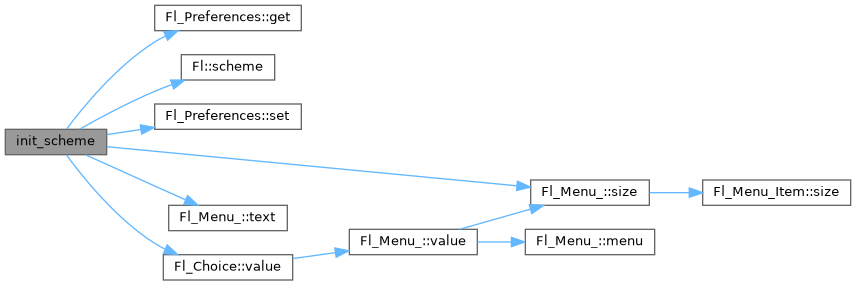 Fl_Preferences::get
Fl::scheme
Fl_Preferences::set
init_scheme
Fl_Menu_::size
Fl_Menu_Item::size
Fl_Menu_::text
Fl_Menu_::value
Fl_Menu_::menu
Fl_Choice::value